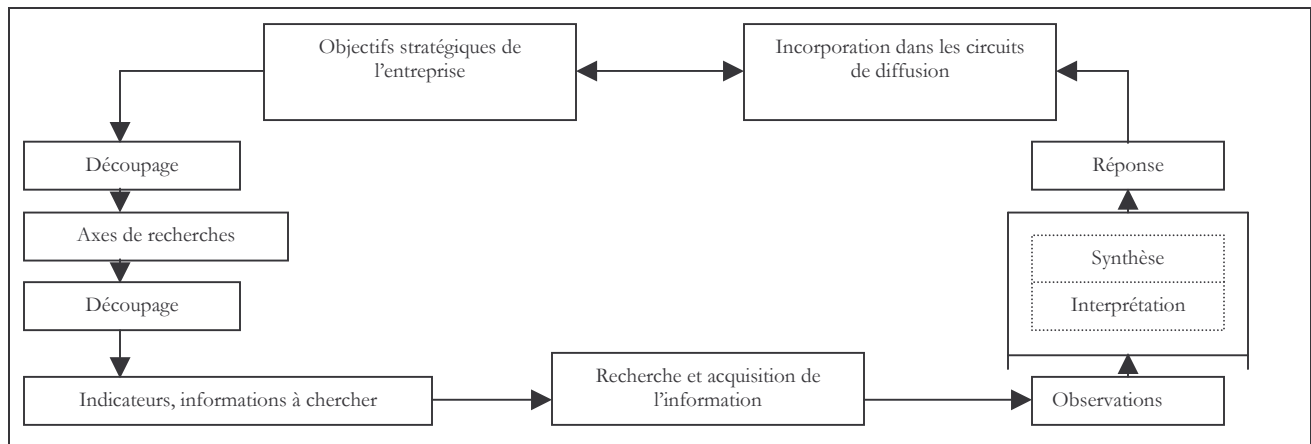 Objectifs stratégiques de
l'entreprise
Incorporation dans les circuits
de diffusion
Découpage
Réponse
Axes de recherches
Synthèse
Découpage
Interprétation
Indicateurs, informations à chercher
Recherche et acquisition de
l'information
Observations